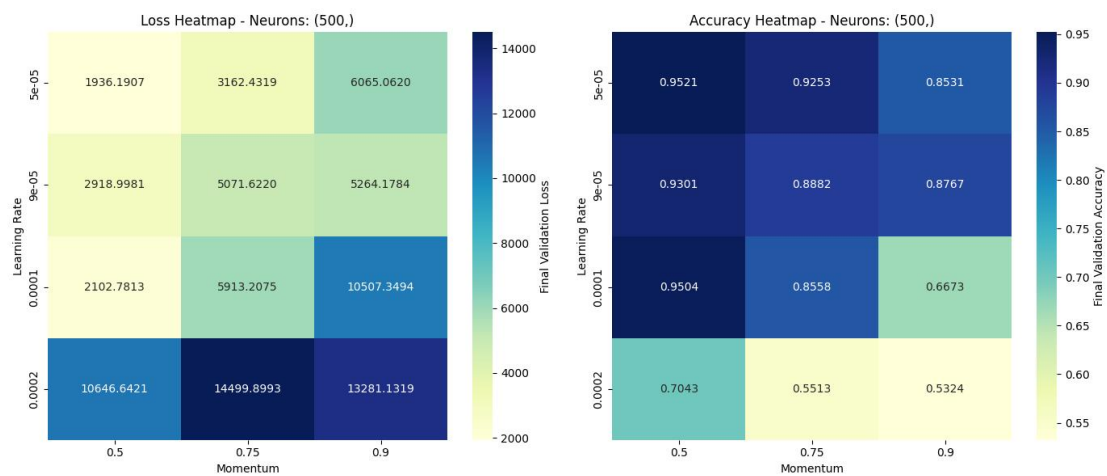 Loss Heatmap - Neurons: (500,)
Learning Rate
5e-05
9e-05
0.0001
0.0002
1936.1907 3162.4319 6065.0620
2918.9981 5071.6220 5264.1784
2102.7813 5913.2075 10507.3494
10646.6421 14499.8993 13281.1319
0.5 0.75 0.9
Momentum
14000
12000
10000
8000
6000
4000
2000
Final Validation Loss
Accuracy Heatmap - Neurons: (500,)
Learning Rate
5e-05
9e-05
0.0001
0.0002
0.9521 0.9253 0.8531
0.9301 0.8882 0.8767
0.9504 0.8558 0.6673
0.7043 0.5513 0.5324
0.5 0.75 0.9
Momentum
0.95
0.90
0.85
0.80
0.75
0.70
0.65
0.60
0.55
Final Validation Accuracy